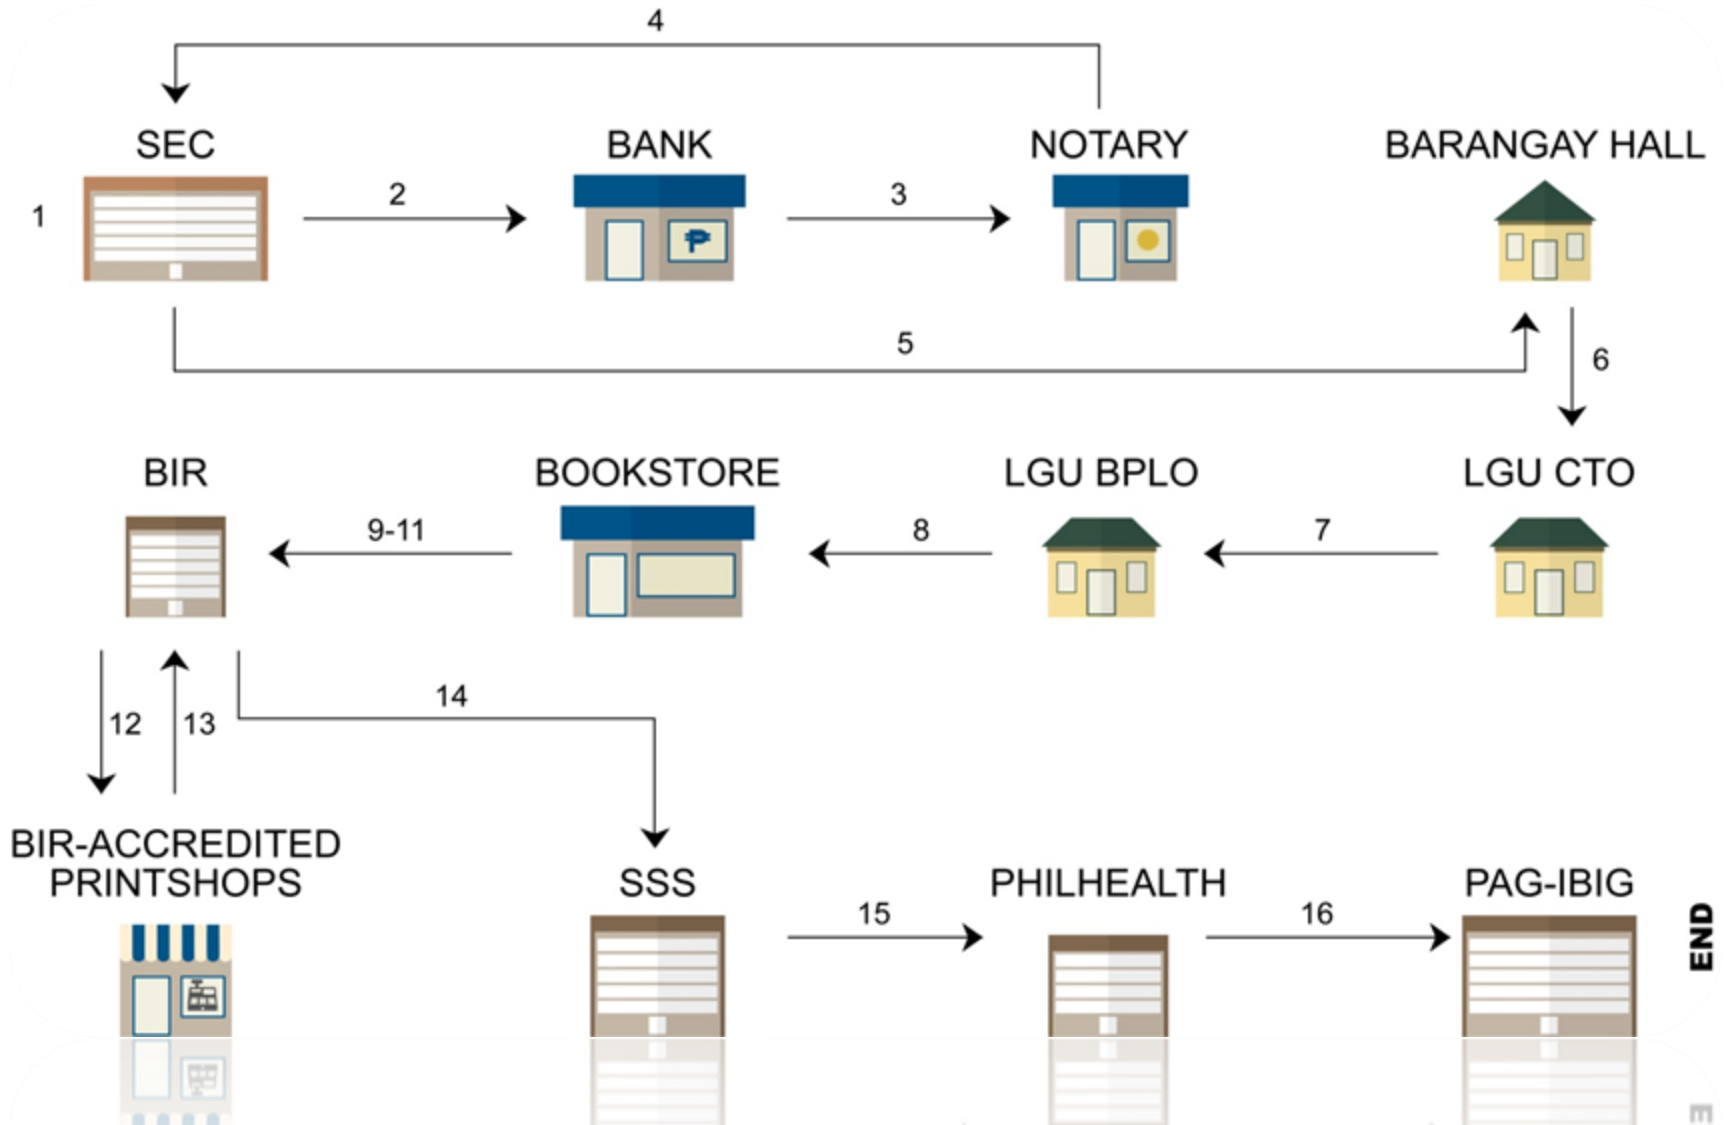 4
SEC
BANK
NOTARY
BARANGAY HALL
1
2
3
5
6
BIR
BOOKSTORE
LGU BPLO
LGU CTO
9-11
8
7
12
13
14
BIR-ACCREDITED
PRINTSHOPS
SSS
PHILHEALTH
PAG-IBIG
15
16
END